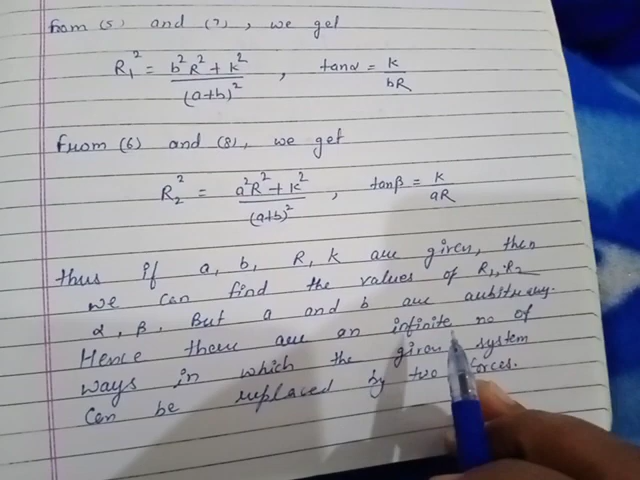 from (5) and (7), we get
R₁² = b²R² + k² / (a+b)² , tanα = k / bR
from (6) and (8), we get
R₂² = a²R² + k² / (a+b)² , tanβ = k / aR
thus if a, b, R, k are given, then
we can find the values of R₁, R₂
α, β. But a and b are arbitrary.
Hence there are an infinite no of
ways in which the given system
can be replaced by two forces.